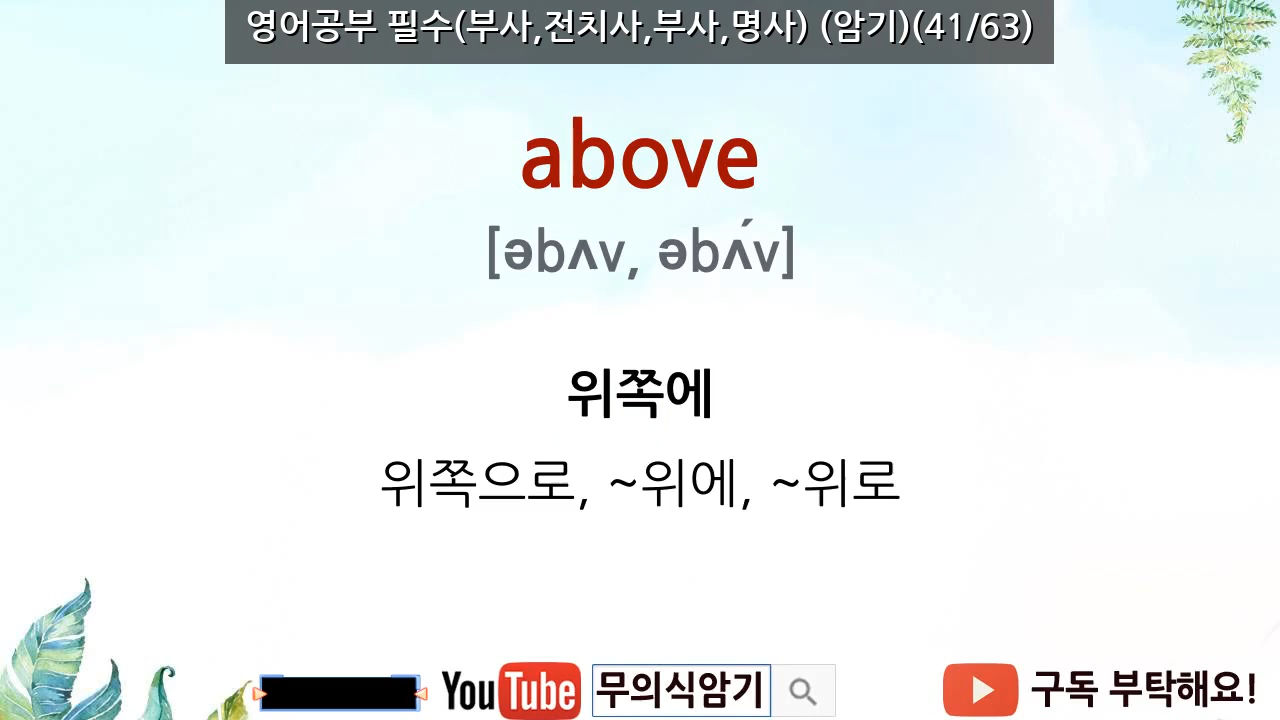 영어공부 필수(부사,전치사,부사,명사) (암기)(41/63)
above
[əbʌv, əbʌ́v]
위쪽에
위쪽으로, ~위에, ~위로
YouTube 무의식암기 구독 부탁해요!